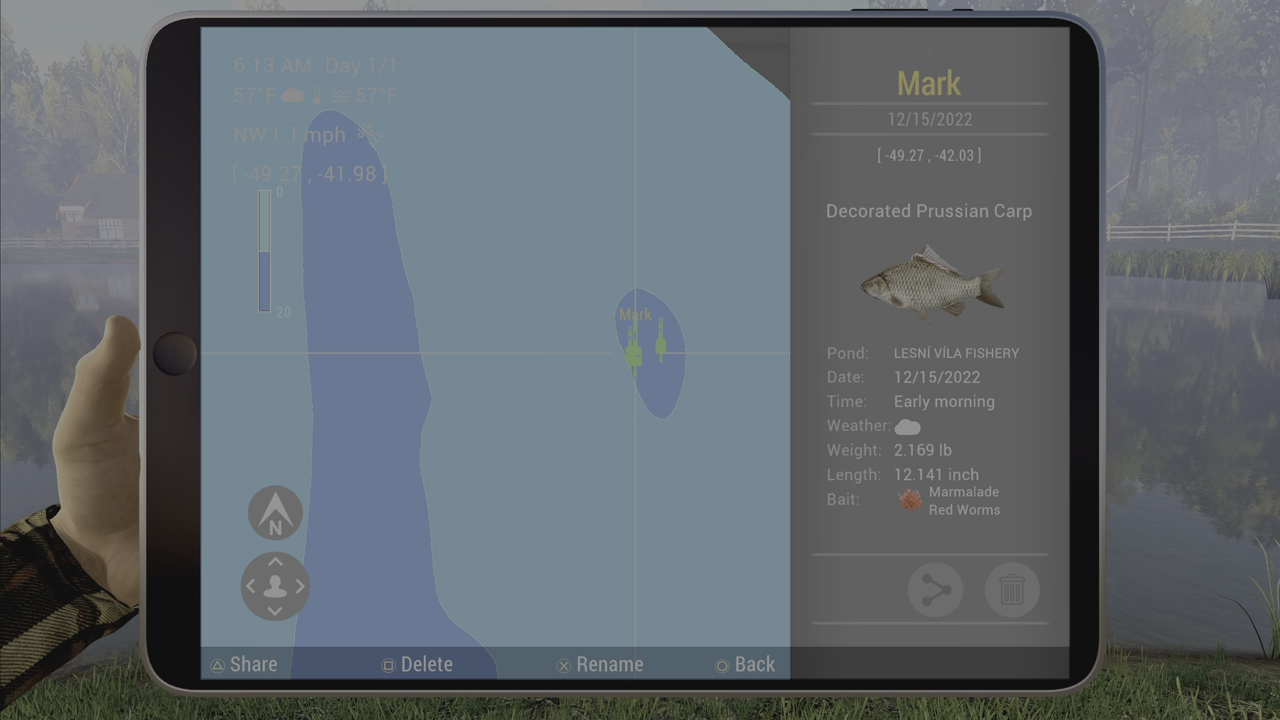 6:13 AM Day 1/1
57°F 57°F
NW 1.1 mph
[ -49.27 , -41.98 ]
0
20
Mark
N
Share
Delete
Rename
Back
Mark
12/15/2022
[ -49.27 , -42.03 ]
Decorated Prussian Carp
Pond: LESNÍ VÍLA FISHERY
Date: 12/15/2022
Time: Early morning
Weather:
Weight: 2.169 lb
Length: 12.141 inch
Bait: Marmalade
Red Worms